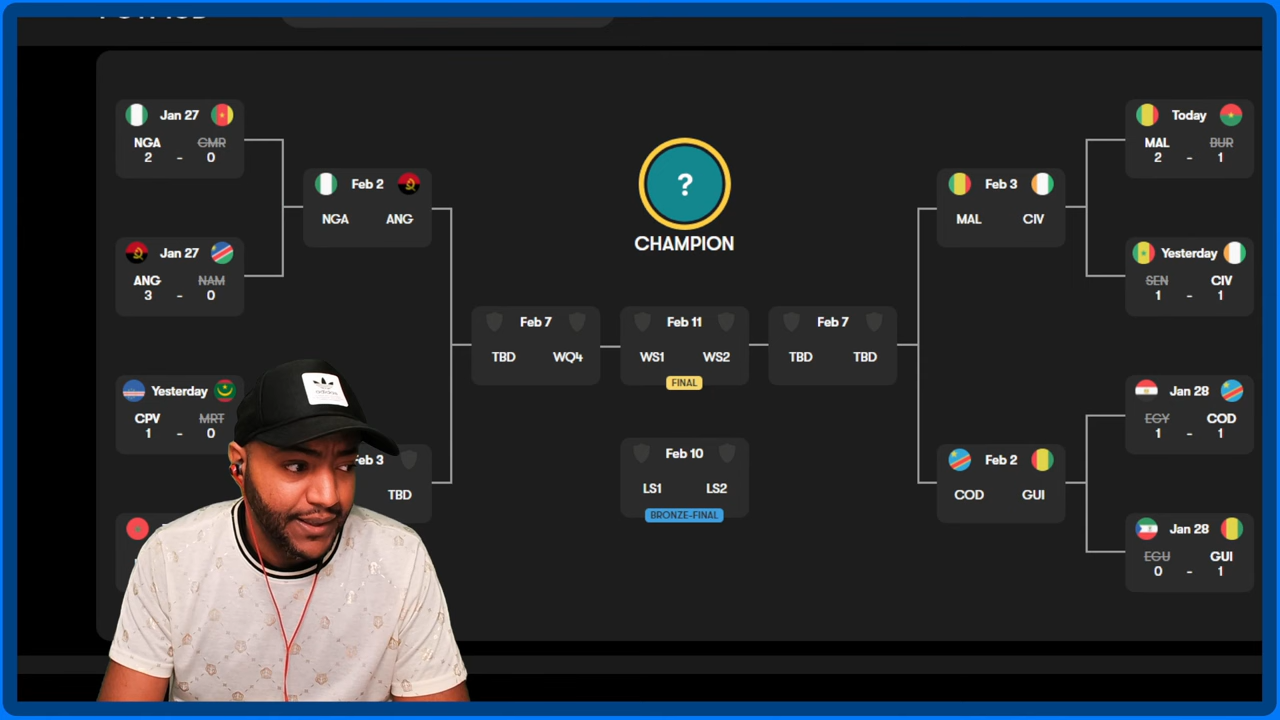 Jan 27
NGA CMR
2 - 0
Jan 27
ANG NAM
3 - 0
Yesterday
CPV MRT
1 - 0
Feb 2
NGA ANG
Feb 3
TBD
Feb 7
TBD WQ4
?
CHAMPION
Feb 11
WS1 WS2
FINAL
Feb 10
LS1 LS2
BRONZE-FINAL
Feb 7
TBD TBD
Feb 3
MAL CIV
Feb 2
COD GUI
Today
MAL BUR
2 - 1
Yesterday
SEN CIV
1 - 1
Jan 28
EGY COD
1 - 1
Jan 28
EGU GUI
0 - 1